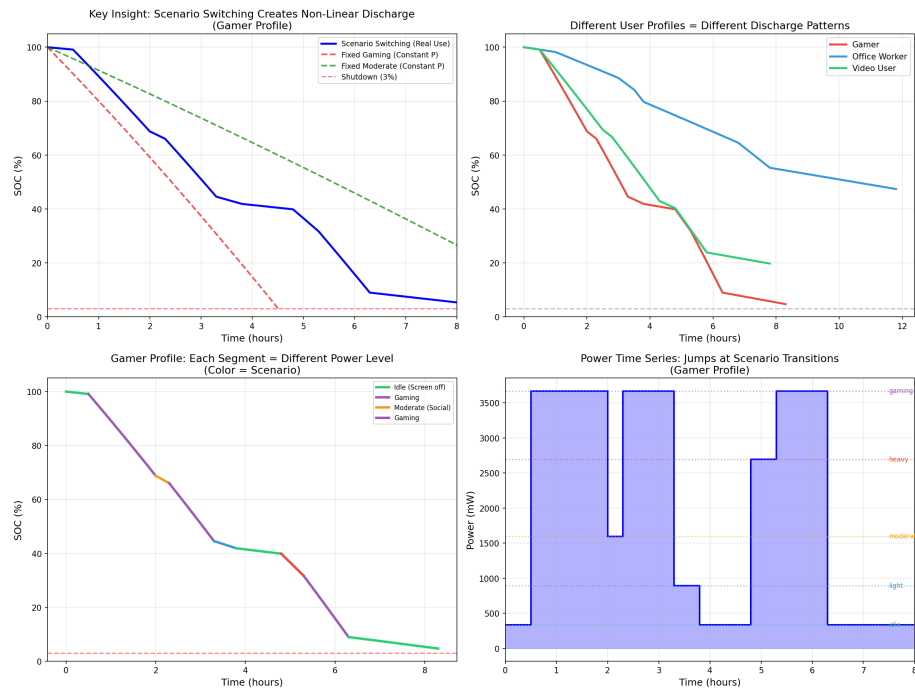 Key Insight: Scenario Switching Creates Non-Linear Discharge
(Gamer Profile)
100
80
60
40
20
0
SOC (%)
Scenario Switching (Real Use)
Fixed Gaming (Constant P)
Fixed Moderate (Constant P)
Shutdown (3%)
0 1 2 3 4 5 6 7 8
Time (hours)
Different User Profiles = Different Discharge Patterns
100
80
60
40
20
0
SOC (%)
Gamer
Office Worker
Video User
0 2 4 6 8 10 12
Time (hours)
Gamer Profile: Each Segment = Different Power Level
(Color = Scenario)
100
80
60
40
20
0
SOC (%)
Idle (Screen off)
Gaming
Moderate (Social)
Gaming
0 2 4 6 8
Time (hours)
Power Time Series: Jumps at Scenario Transitions
(Gamer Profile)
3500
3000
2500
2000
1500
1000
500
0
Power (mW)
gaming
heavy
modera
light
0 1 2 3 4 5 6 7 8
Time (hours)